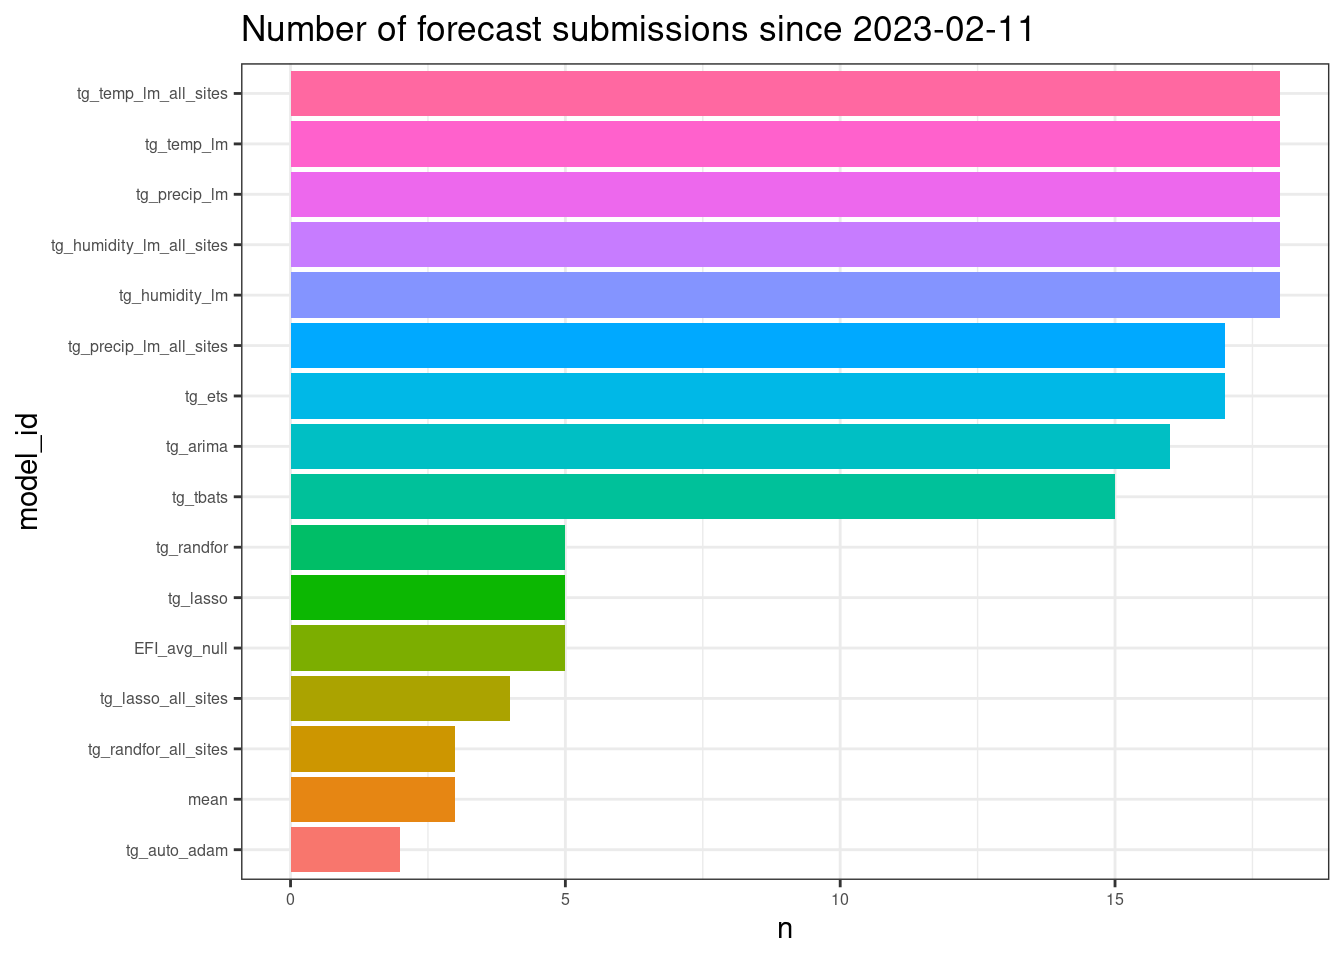 Number of forecast submissions since 2023-02-11
tg_temp_lm_all_sites
tg_temp_lm
tg_precip_lm
tg_humidity_lm_all_sites
tg_humidity_lm
tg_precip_lm_all_sites
tg_ets
tg_arima
tg_tbats
tg_randfor
tg_lasso
EFI_avg_null
tg_lasso_all_sites
tg_randfor_all_sites
mean
tg_auto_adam
model_id
0 5 10 15
n